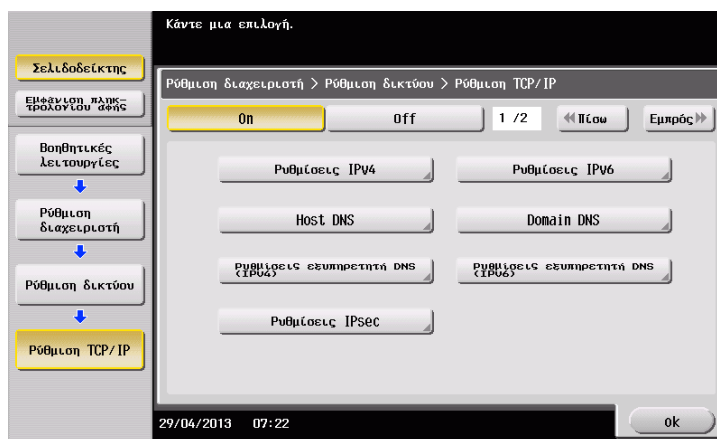 Κάντε μια επιλογή.
Σελιδοδείκτης
Εμφάνιση πληκ-
τρολογίου αφής
Βοηθητικές
λειτουργίες
Ρύθμιση
διαχειριστή
Ρύθμιση δικτύου
Ρύθμιση TCP/IP
Ρύθμιση διαχειριστή > Ρύθμιση δικτύου > Ρύθμιση TCP/IP
On Off 1 /2 Πίσω Εμπρός
Ρυθμίσεις IPv4 Ρυθμίσεις IPv6
Host DNS Domain DNS
Ρυθμίσεις εξυπηρετητή DNS
(IPv4)
Ρυθμίσεις εξυπηρετητή DNS
(IPv6)
Ρυθμίσεις IPsec
29/04/2013 07:22
ok